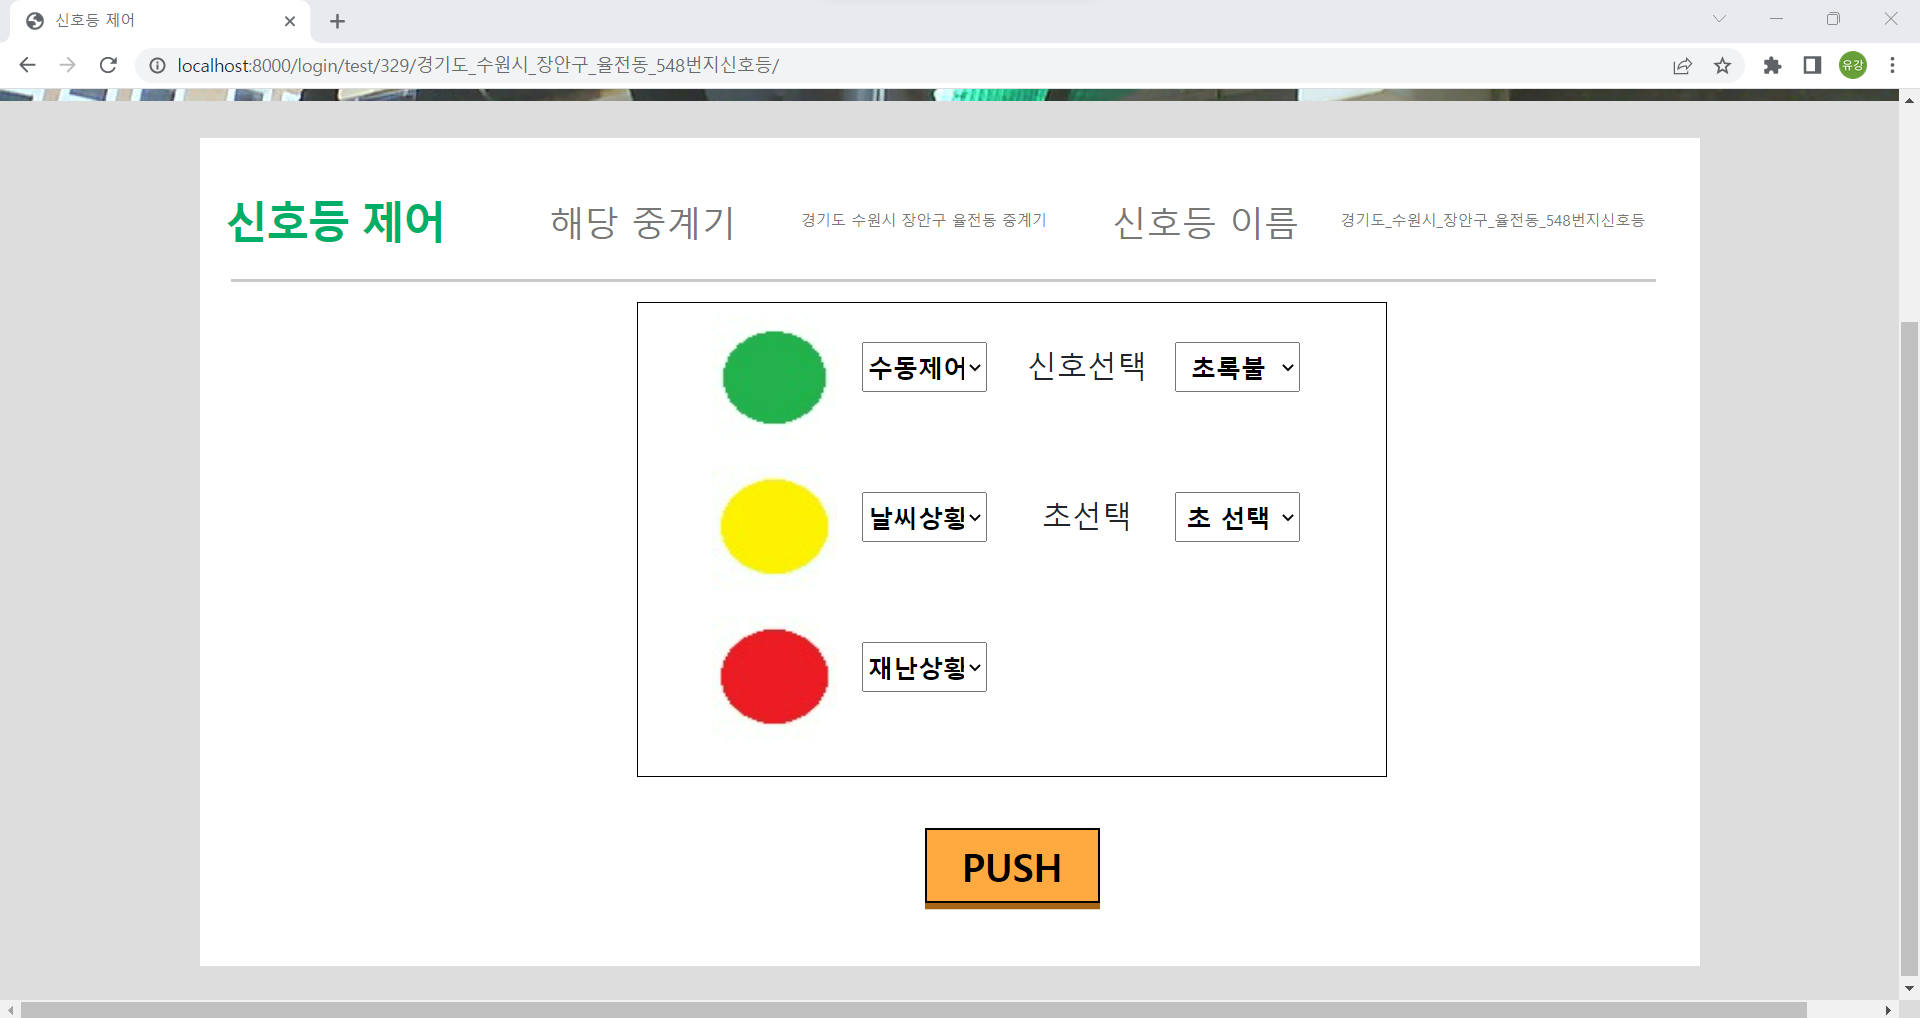 신호등 제어
localhost:8000/login/test/329/경기도_수원시_장안구_율전동_548번지신호등/
유강
신호등 제어 해당 중계기 경기도 수원시 장안구 율전동 중계기 신호등 이름 경기도_수원시_장안구_율전동_548번지신호등
수동제어 신호선택 초록불
날씨상황 초선택 초 선택
재난상황
PUSH